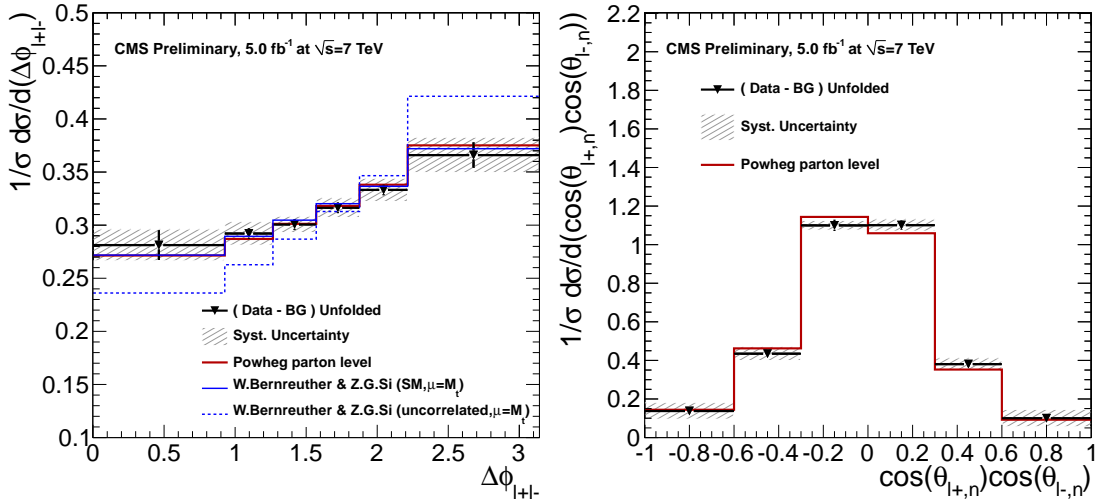 1/σ dσ/d(Δϕl+l-)
0.5
0.45
0.4
0.35
0.3
0.25
0.2
0.15
0.1
CMS Preliminary, 5.0 fb-1 at √s=7 TeV
( Data - BG ) Unfolded
Syst. Uncertainty
Powheg parton level
W.Bernreuther & Z.G.Si (SM,μ=Mt)
W.Bernreuther & Z.G.Si (uncorrelated,μ=Mt)
0 0.5 1 1.5 2 2.5 3
Δϕl+l-
1/σ dσ/d(cos(θl+,n)cos(θl-,n))
2.2
2
1.8
1.6
1.4
1.2
1
0.8
0.6
0.4
0.2
0
CMS Preliminary, 5.0 fb-1 at √s=7 TeV
( Data - BG ) Unfolded
Syst. Uncertainty
Powheg parton level
-1 -0.8 -0.6 -0.4 -0.2 0 0.2 0.4 0.6 0.8 1
cos(θl+,n)cos(θl-,n)